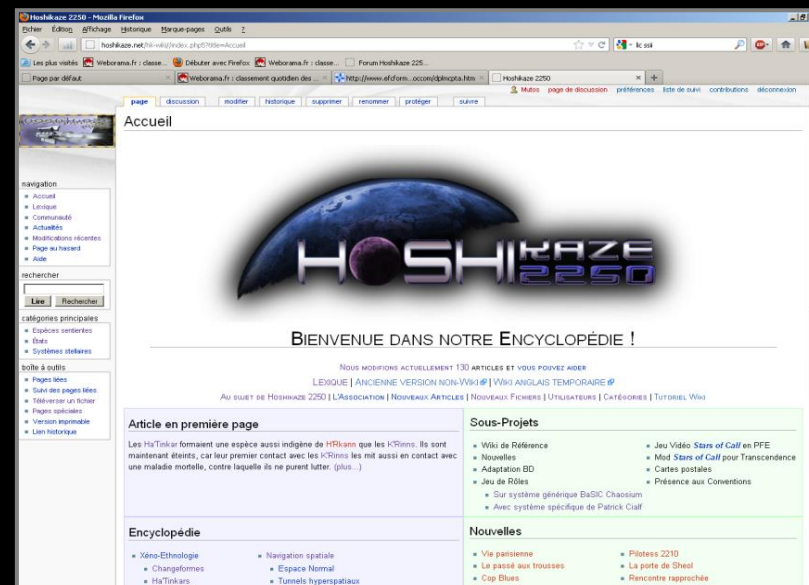 Hoshikaze 2250 - Mozilla Firefox
Fichier Édition Affichage Historique Marque-pages Outils ?
hoshikaze.net/hk-wiki/index.php5?title=Accueil
Les plus visités Weborama.fr : classe... Débuter avec Firefox Weborama.fr : classe... Forum Hoshikaze 225...
Page par défaut Weborama.fr : classement quotidien des ... Hoshikaze 2250
Mutos page de discussion préférences liste de suivi contributions déconnexion
page discussion modifier historique supprimer renommer protéger suivre
Accueil
navigation
Accueil
Lexique
Communauté
Actualités
Modifications récentes
Page au hasard
Aide
rechercher
Lire Rechercher
catégories principales
Espèces sentientes
États
Systèmes stellaires
boîte à outils
Pages liées
Suivi des pages liées
Téléverser un fichier
Pages spéciales
Version imprimable
Lien historique
HOSHIKAZE
2250
Bienvenue dans notre Encyclopédie !
Nous modifions actuellement 130 articles et vous pouvez aider
Lexique | Ancienne version non-Wiki | Wiki anglais temporaire
Au sujet de Hoshikaze 2250 | L'Association | Nouveaux Articles | Nouveaux Fichiers | Utilisateurs | Catégories | Tutoriel Wiki
Article en première page
Les Ha'Tinkar formaient une espèce aussi indigène de H'Rkann que les K'Rinns. Ils sont
maintenant éteints, car leur premier contact avec les K'Rinns les mit aussi en contact avec
une maladie mortelle, contre laquelle ils ne purent lutter. (plus...)
Sous-Projets
Wiki de Référence
Nouvelles
Adaptation BD
Jeu de Rôles
Sur système générique BaSIC Chaosium
Avec système spécifique de Patrick Cialf
Jeu Vidéo Stars of Call en PFE
Mod Stars of Call pour Transcendence
Cartes postales
Présence aux Conventions
Encyclopédie
Xéno-Ethnologie
Changeformes
Ha'Tinkars
Navigation spatiale
Espace Normal
Tunnels hyperspatiaux
Nouvelles
Vie parisienne
Le passé aux trousses
Cop Blues
Pilotess 2210
La porte de Sheol
Rencontre rapprochée